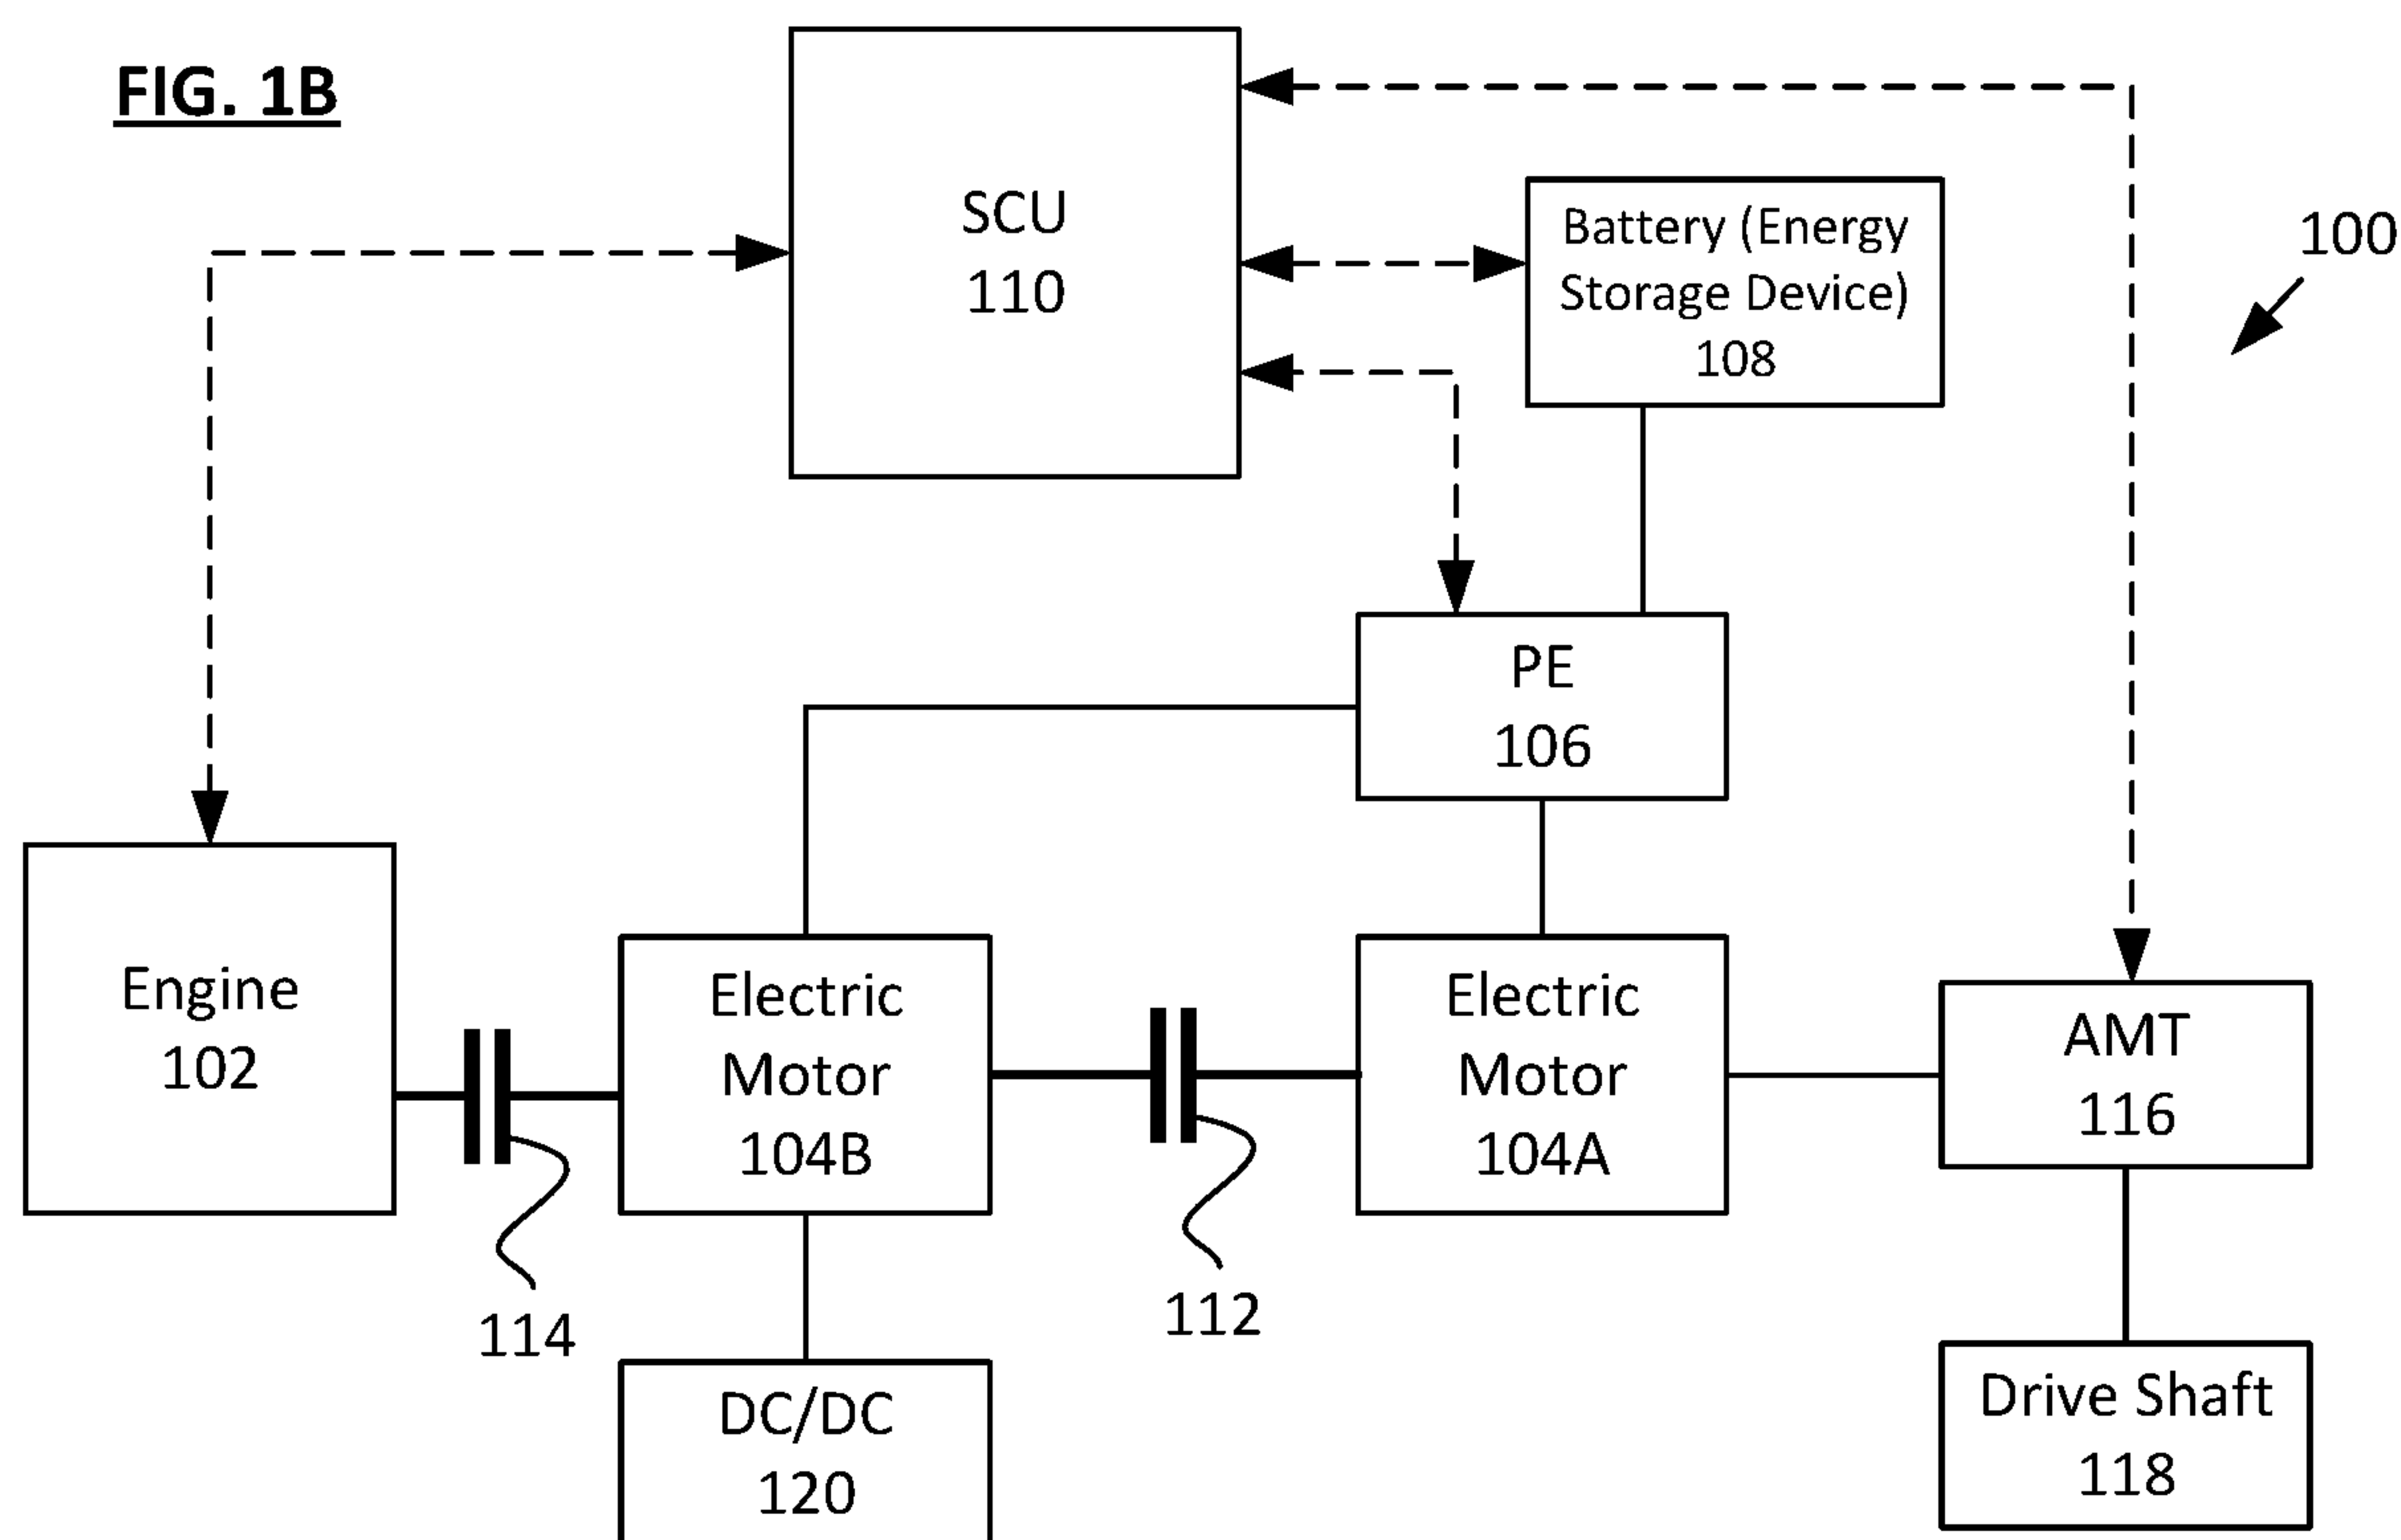 FIG. 1B
SCU
110
Battery (Energy
Storage Device)
108
100
PE
106
Engine
102
Electric
Motor
104B
Electric
Motor
104A
AMT
116
114
112
DC/DC
120
Drive Shaft
118